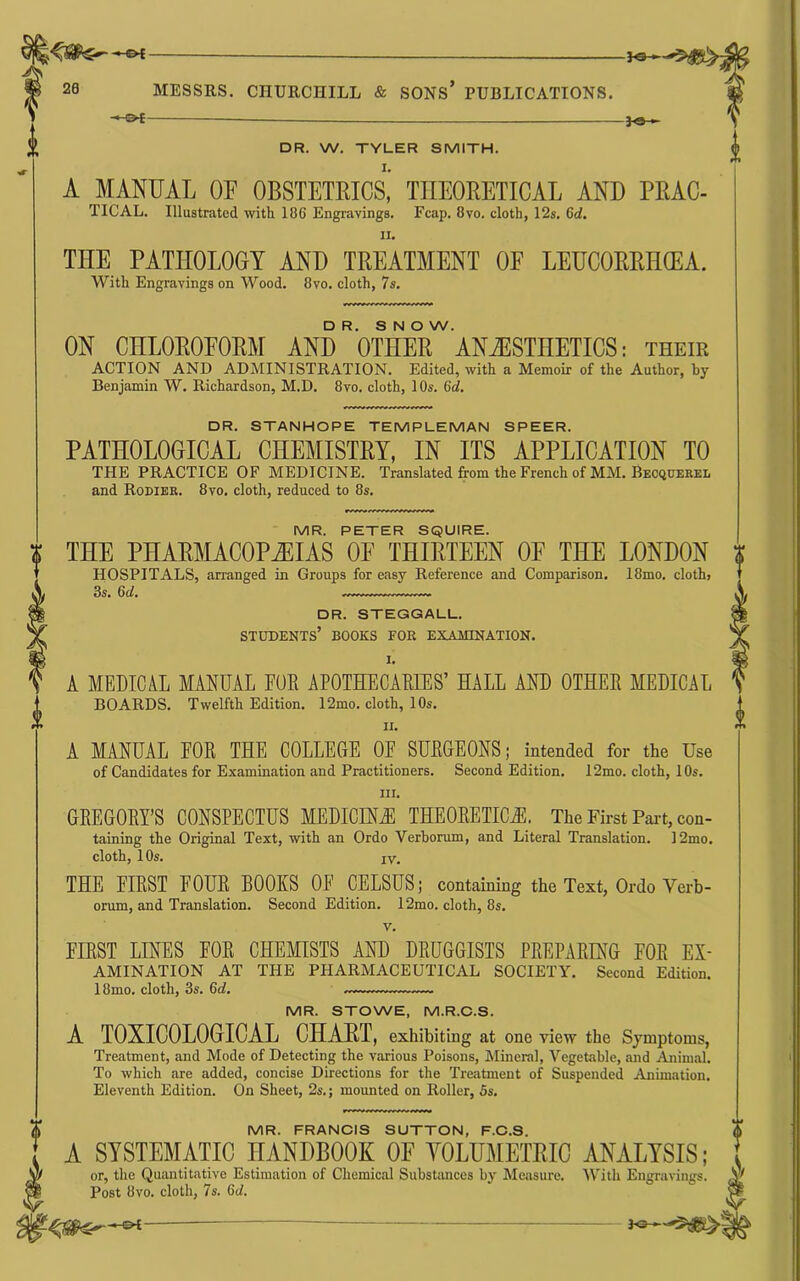 26 MESSRS. CHURCHILL & SONS' PUBLICATIONS.
DR. W. TYLER SMITH.
I.
A MANUAL OF OBSTETRICS, THEORETICAL AND PRAC-
TICAL. Illustrated with 186 Engravings. Fcap. 8vo. cloth, 12s. 6d.
II.
THE PATHOLOGY AND TREATMENT OF LEUCORRHŒA.
With Engravings on Wood. 8vo. cloth, 7s.
DR. SNOW.
ON CHLOROFORM AND OTHER ANÆSTHETICS: THEIR
ACTION AND ADMINISTRATION. Edited, with a Memoir of the Author, by
Benjamin W. Richardson, M.D. 8vo. cloth, 10s. 6d.
DR. STANHOPE TEMPLEMAN SPEER.
PATHOLOGICAL CHEMISTRY, IN ITS APPLICATION TO
THE PRACTICE OF MEDICINE. Translated from the French of MM. BECQUEREL
and RODIER. 8vo. cloth, reduced to 8s.
MR. PETER SQUIRE.
THE PHARMACOPÆIAS OF THIRTEEN OF THE LONDON
HOSPITALS, arranged in Groups for easy Reference and Comparison. 18mo. cloth,
3s. 6d.
DR. STEGGALL.
STUDENTS' BOOKS FOR EXAMINATION.
I.
A MEDICAL MANUAL FOR APOTHECARIES' HALL AND OTHER MEDICAL
BOARDS. Twelfth Edition. 12mo. cloth, 10s.
II.
A MANUAL FOR THE COLLEGE OF SURGEONS; intended for the Use
of Candidates for Examination and Practitioners. Second Edition. 12mo. cloth, 10s.
III.
GREGORY'S CONSPECTUS MEDICINÆ THEORETICÆ. The First Part, con-
taining the Original Text, with an Ordo Verborum, and Literal Translation. 12mo.
cloth, 10s.
IV.
THE FIRST FOUR BOOKS OF CELSUS; containing the Text, Ordo Verb-
orum, and Translation. Second Edition. 12mo. cloth, 8s.
V.
FIRST LINES FOR CHEMISTS AND DRUGGISTS PREPARING FOR EX-
AMINATION AT THE PHARMACEUTICAL SOCIETY. Second Edition.
18mo. cloth, 3s. 6d.
MR. STOWE, M.R.C.S.
A TOXICOLOGICAL CHART, exhibiting at one view the Symptoms,
Treatment, and Mode of Detecting the various Poisons, Mineral, Vegetable, and Animal.
To which are added, concise Directions for the Treatment of Suspended Animation.
Eleventh Edition. On Sheet, 2s.; mounted on Roller, 5s.
MR. FRANCIS SUTTON, F.C.S.
A SYSTEMATIC HANDBOOK OF VOLUMETRIC ANALYSIS;
or, the Quantitative Estimation of Chemical Substances by Measure. With Engravings.
Post 8vo. cloth, 7s. 6d.